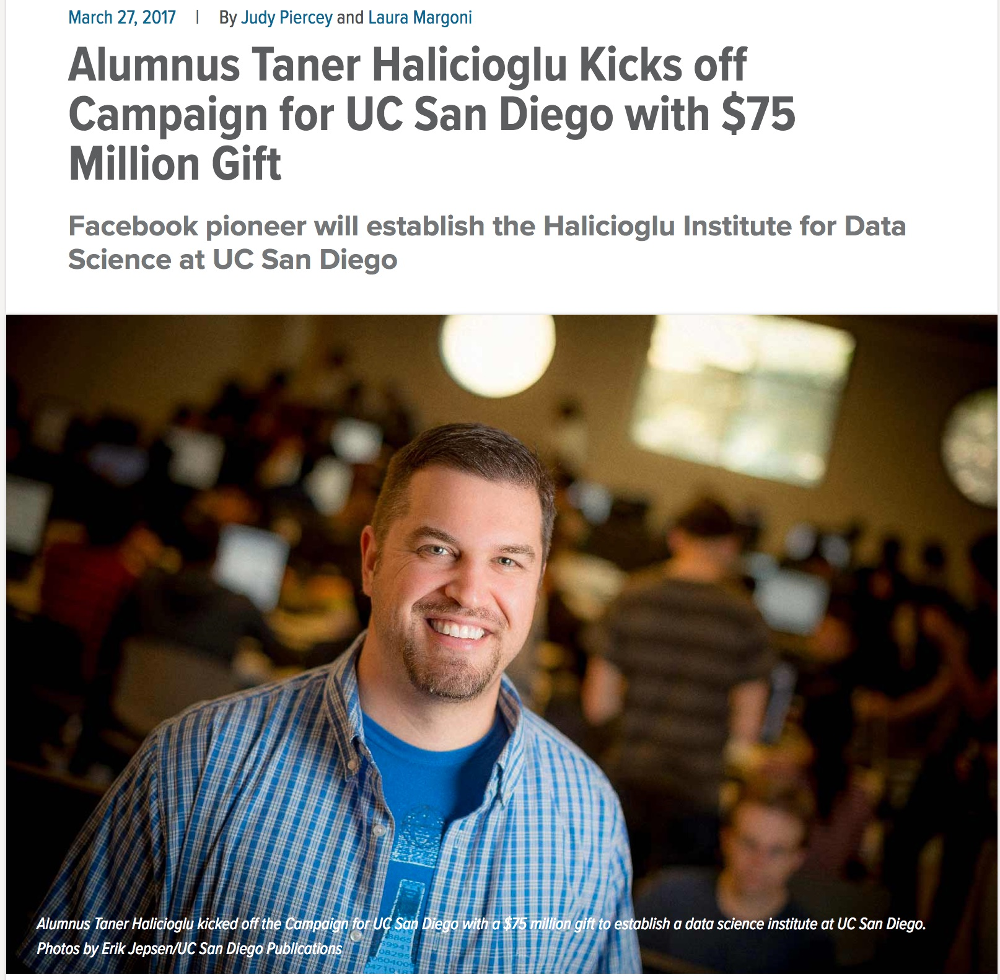 March 27, 2017 | By Judy Piercey and Laura Margoni
Alumnus Taner Halicioglu Kicks off
Campaign for UC San Diego with $75
Million Gift
Facebook pioneer will establish the Halicioglu Institute for Data
Science at UC San Diego
Alumnus Taner Halicioglu kicked off the Campaign for UC San Diego with a $75 million gift to establish a data science institute at UC San Diego.
Photos by Erik Jepsen/UC San Diego Publications